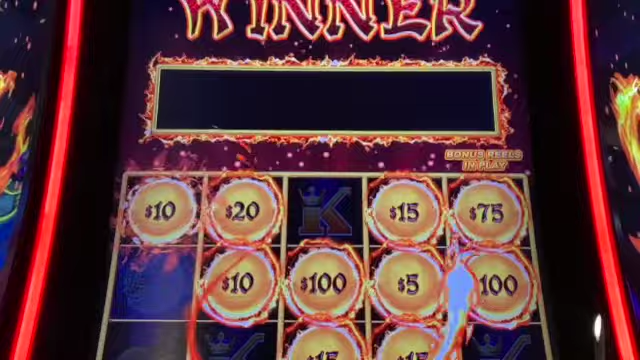 WINNER
BONUS REELS
IN PLAY
$10 $20 K $15 $75
$10 $100 $5 100
K